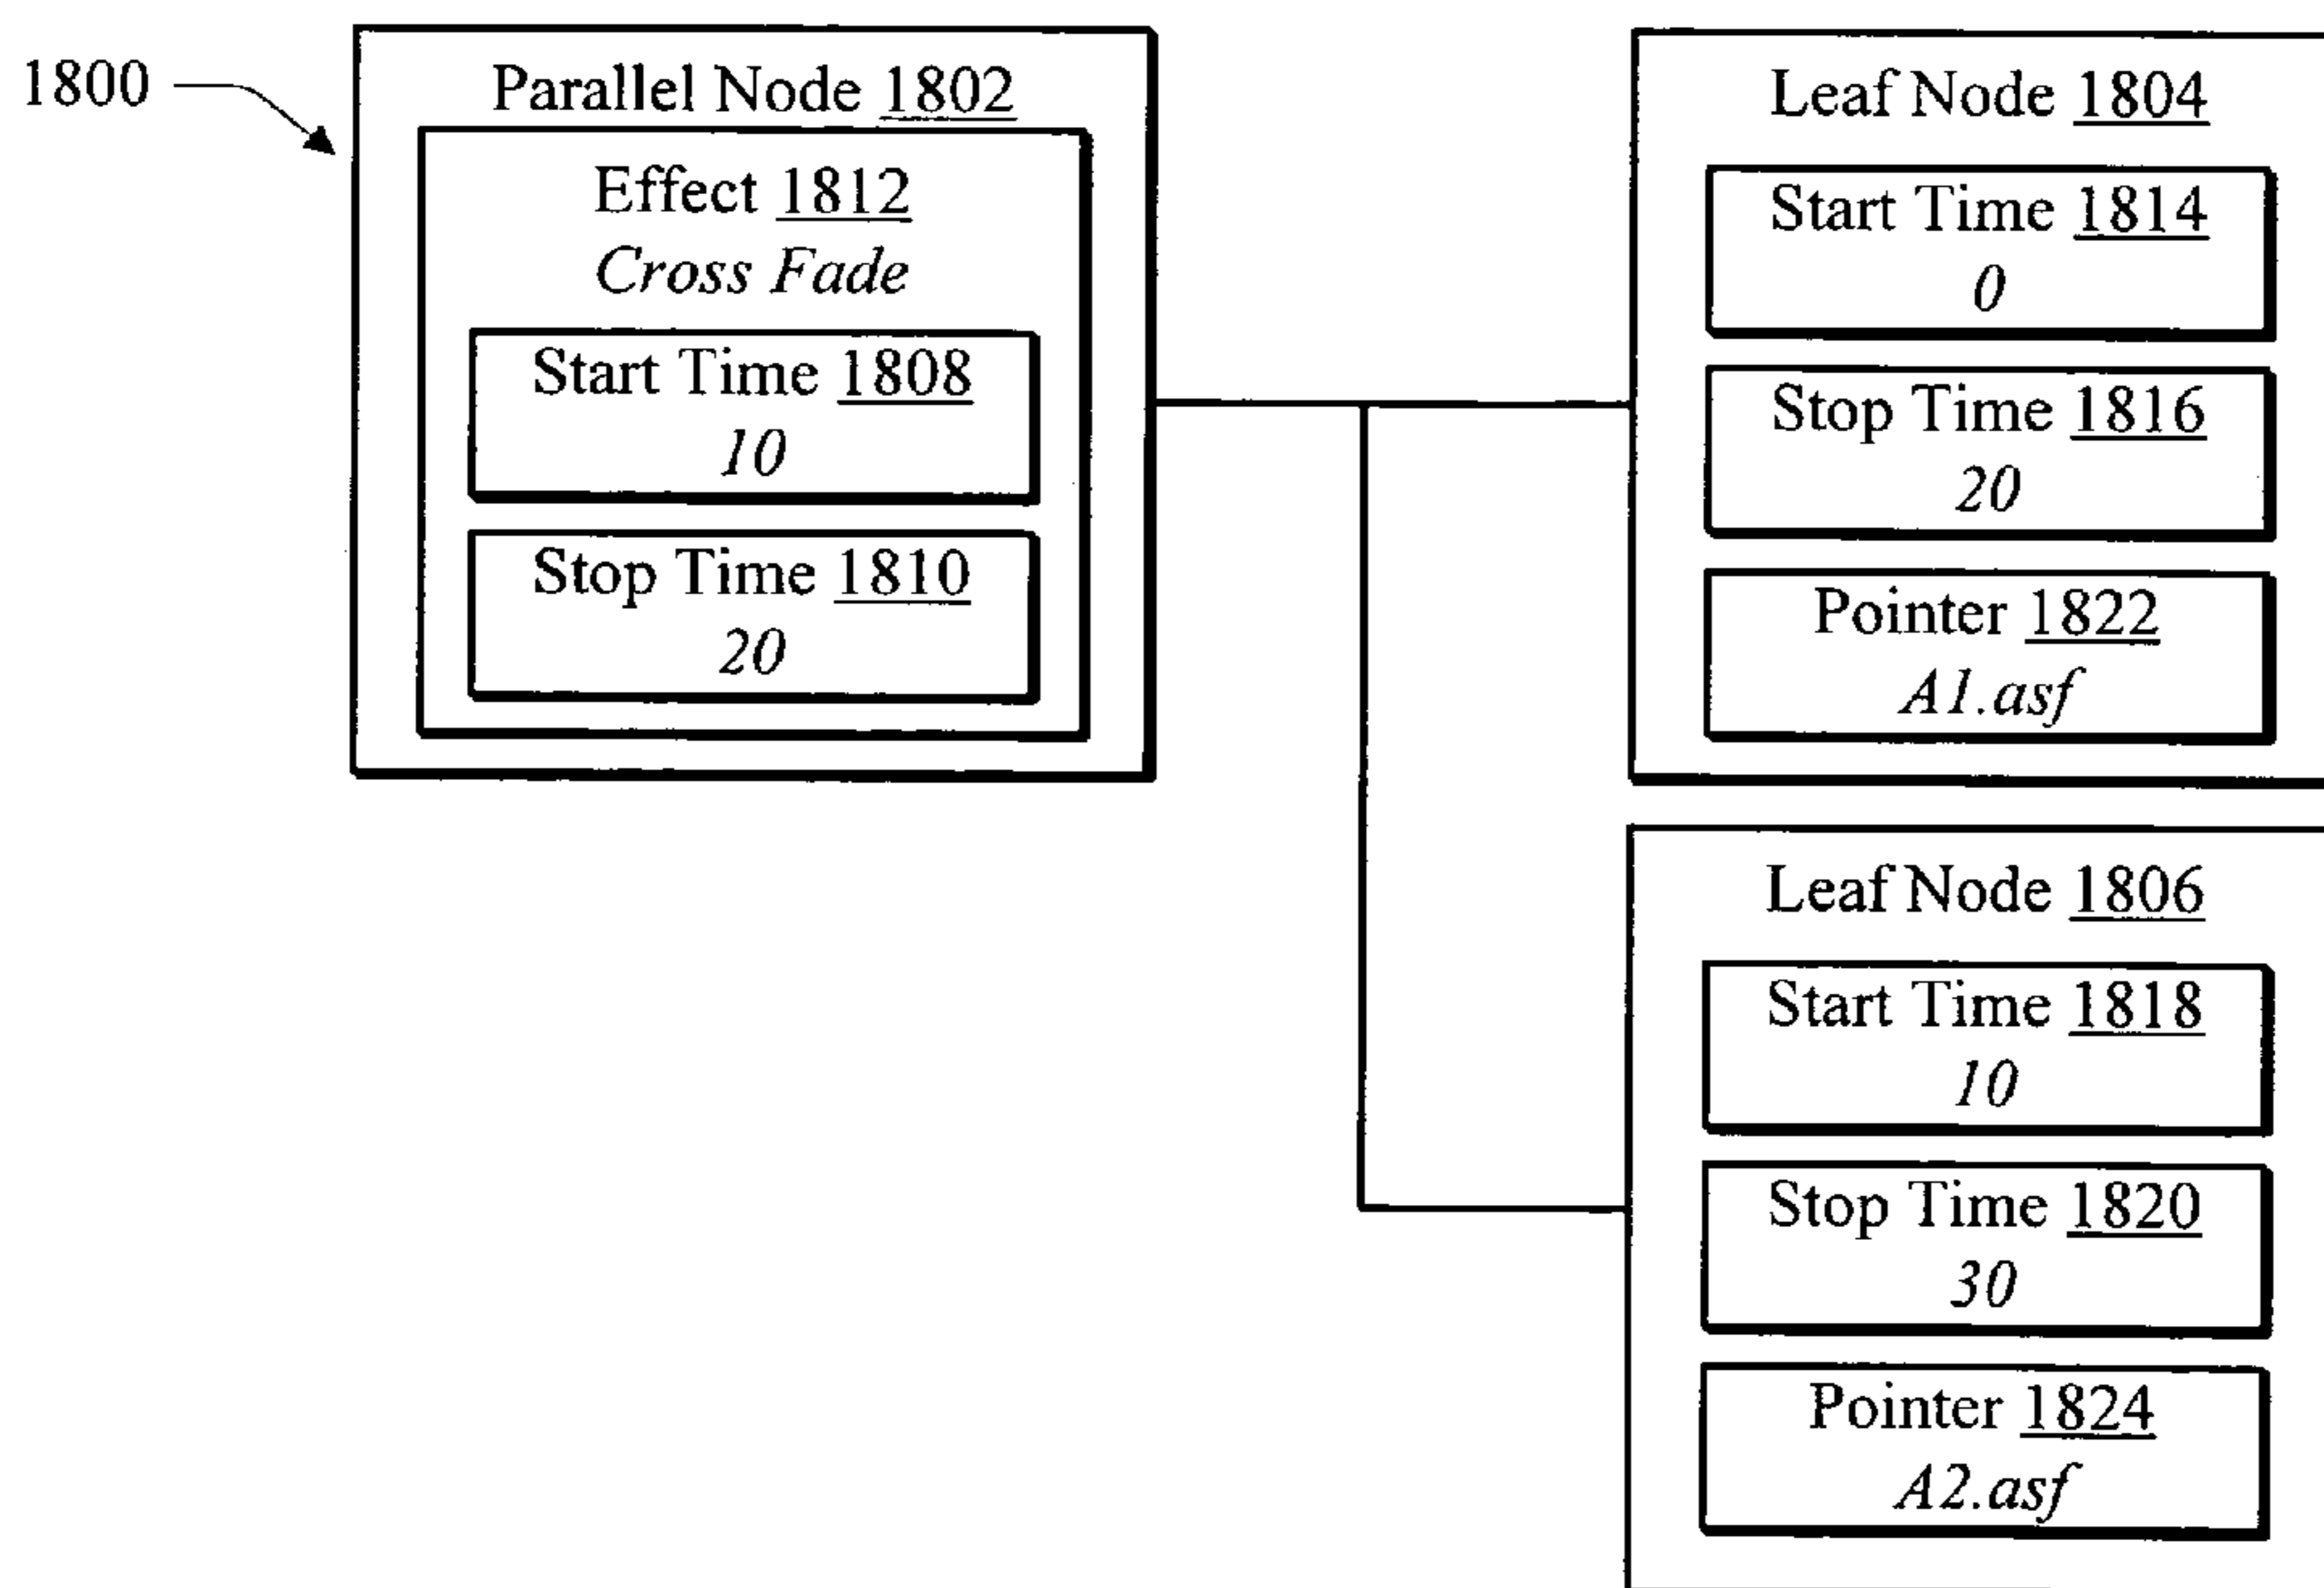 1800
Parallel Node 1802
Effect 1812
Cross Fade
Start Time 1808
10
Stop Time 1810
20
Leaf Node 1804
Start Time 1814
0
Stop Time 1816
20
Pointer 1822
A1.asf
Leaf Node 1806
Start Time 1818
10
Stop Time 1820
30
Pointer 1824
A2.asf